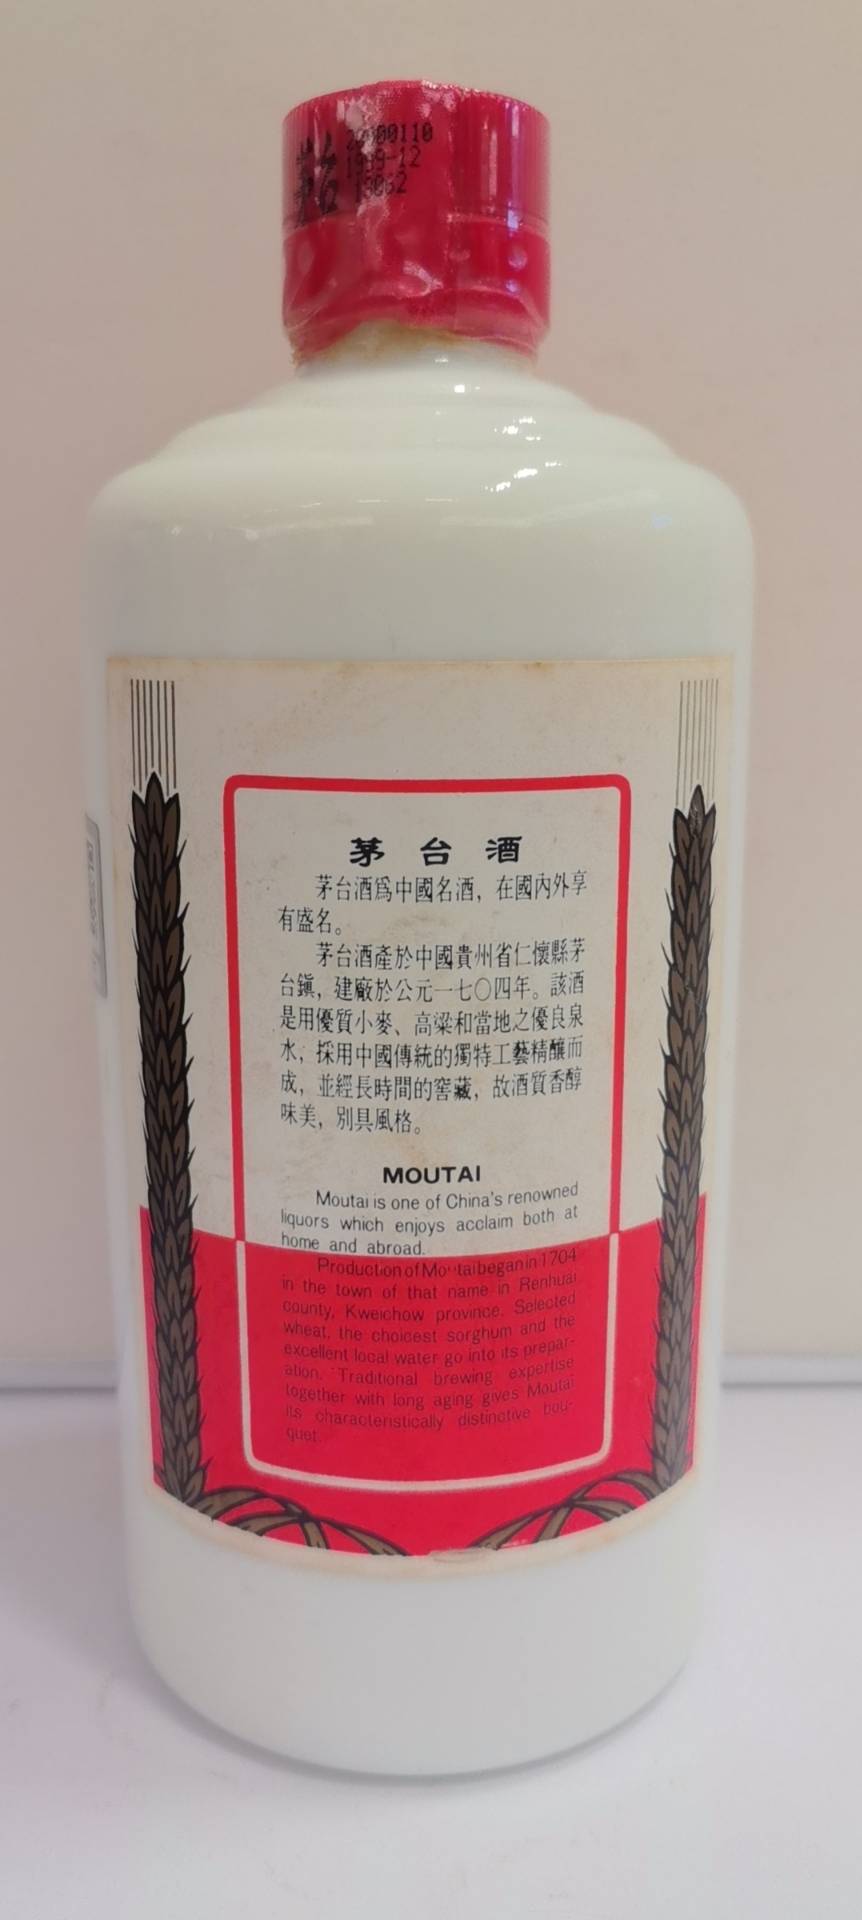 茅台
20000110
1999-12
15062
茅台酒
茅台酒爲中國名酒，在國內外享
有盛名。
茅台酒產於中國貴州省仁懷縣茅
台鎮，建廠於公元一七〇四年。該酒
是用優質小麥、高粱和當地之優良泉
水，採用中國傳統的獨特工藝精釀而
成，並經長時間的窖藏，故酒質香醇
味美，別具風格。
MOUTAI
Moutai is one of China's renowned
liquors which enjoys acclaim both at
home and abroad.
Production of Moutai began in 1704
in the town of that name in Renhuai
county, Kweichow province. Selected
wheat, the choicest sorghum and the
excellent local water go into its prepar-
ation. Traditional brewing expertise
together with long aging gives Moutai
its characteristically distinctive bou-
quet.